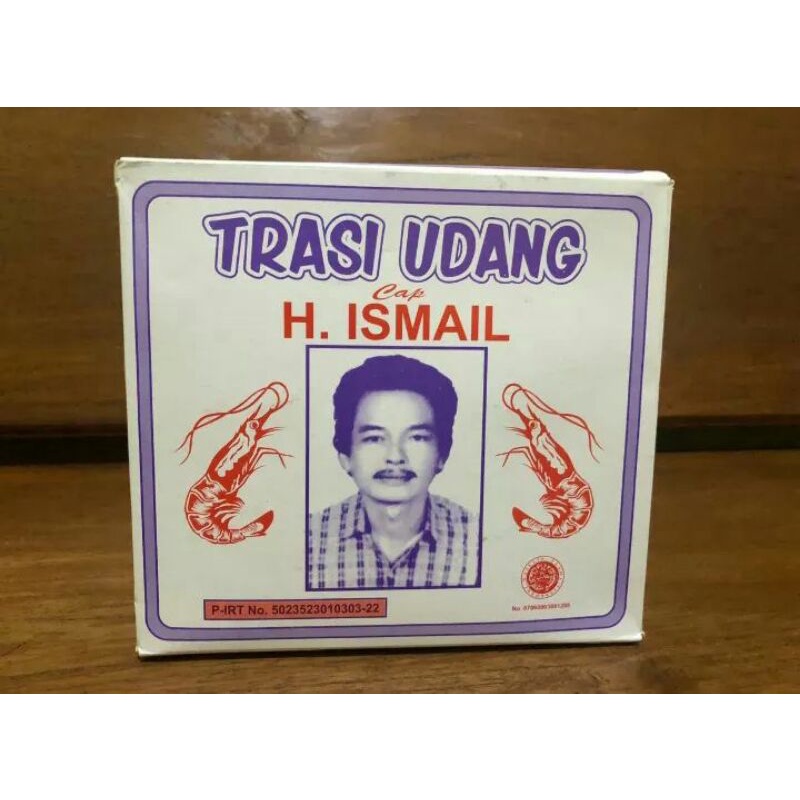 TRASI UDANG
Cap
H. ISMAIL
P-IRT No. 5023523010303-22